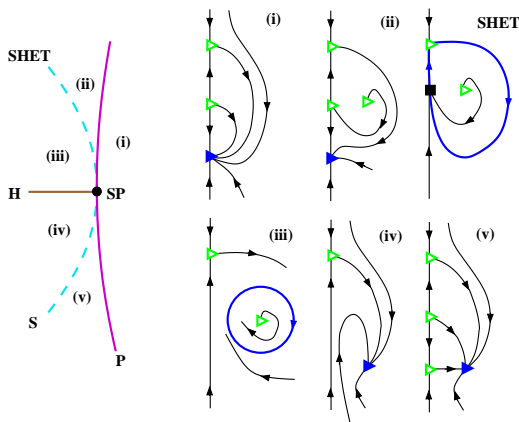 SHET
(ii)
(i)
(iii)
H
SP
(iv)
(v)
S
P
(i)
(ii)
SHET
(iii)
(iv)
(v)